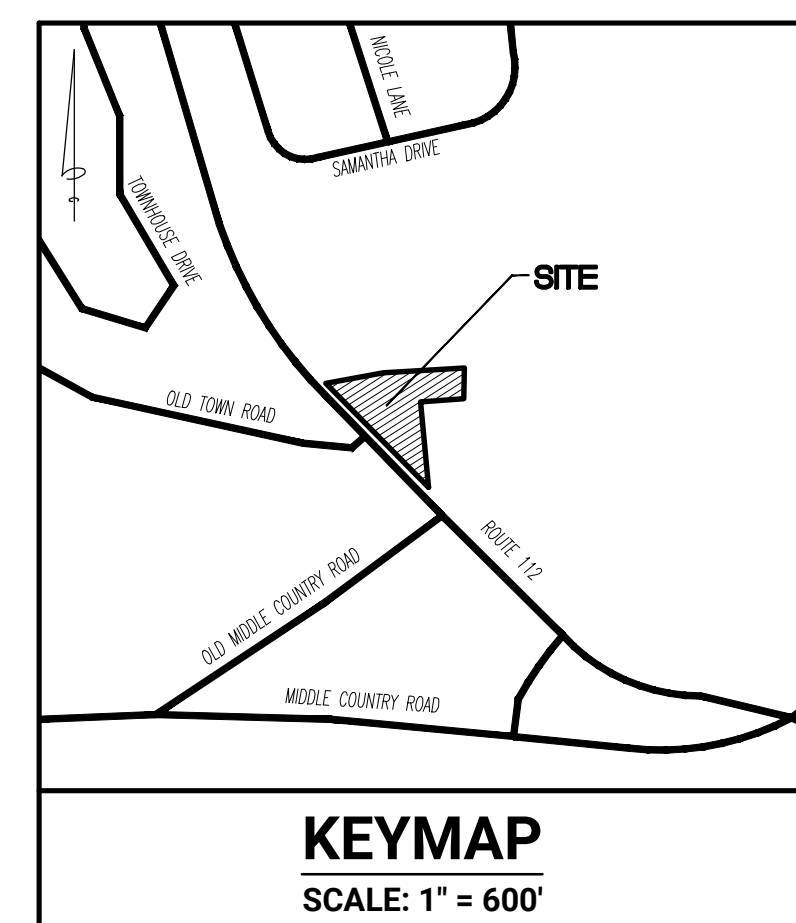 NICOLE LANE
SAMANTHA DRIVE
TOWNHOUSE DRIVE
SITE
OLD TOWN ROAD
ROUTE 112
OLD MIDDLE COUNTRY ROAD
MIDDLE COUNTRY ROAD
KEYMAP
SCALE: 1" = 600'